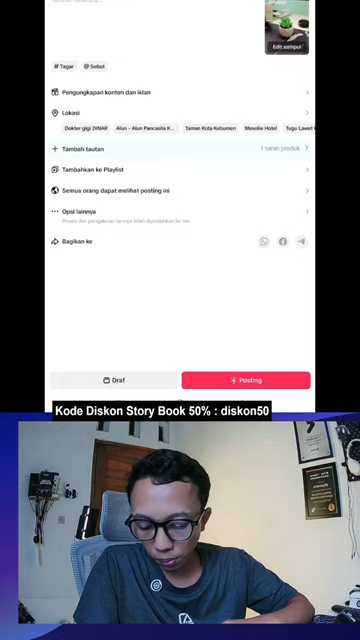 Edit sampul
# Tagar
@ Sebut
Pengungkapan konten dan iklan
Lokasi
Dokter gigi DINAR
Alun - Alun Pancasila K...
Taman Kota Kebumen
Mexolie Hotel
Tugu Lawet
Tambah tautan
1 saran produk
Tambahkan ke Playlist
Semua orang dapat melihat posting ini
Opsi lainnya
Bagikan ke
Draf
Posting
Kode Diskon Story Book 50% : diskon50